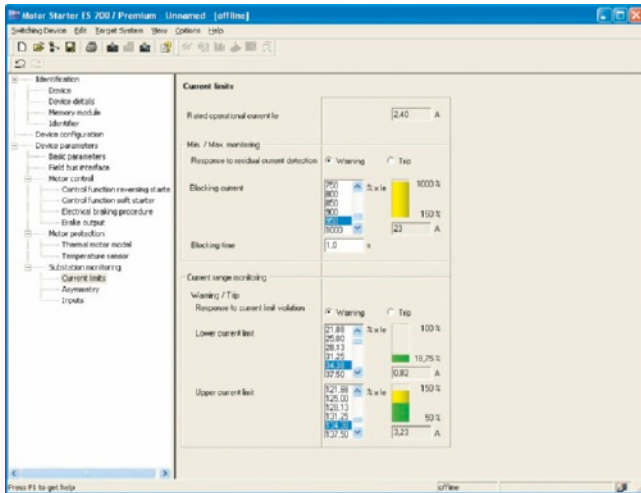 Motor Starter ES 2007 Premium - Unnamed [offline]
Switching Device Edit Target System View Options Help
Identification
Device
Device details
Memory module
Identifier
Device configuration
Device parameters
Basic parameters
Field bus interface
Motor control
Control function reversing starte
Control function soft starter
Electrical braking procedure
Brake output
Motor protection
Thermal motor model
Temperature sensor
Substation monitoring
Current limits
Asymmetry
Inputs
Current limits
Rated operational current Ie 2,40 A
Min. / Max. monitoring
Response to residual current detection Warning Trip
Blocking current 750 % x Ie 1000 %
800
850
900
950 150 %
1000 23 A
Blocking time 1,0 s
Current range monitoring
Warning / Trip:
Response to current limit violation Warning Trip
Lower current limit 21,88 % x Ie 100 %
25,00
28,13
31,25
34,38 18,75 %
37,50 0,82 A
Upper current limit 121,88 % x Ie 150 %
125,00
128,13
131,25 50 %
134,38
137,50 3,23 A
Press F1 to get help offline